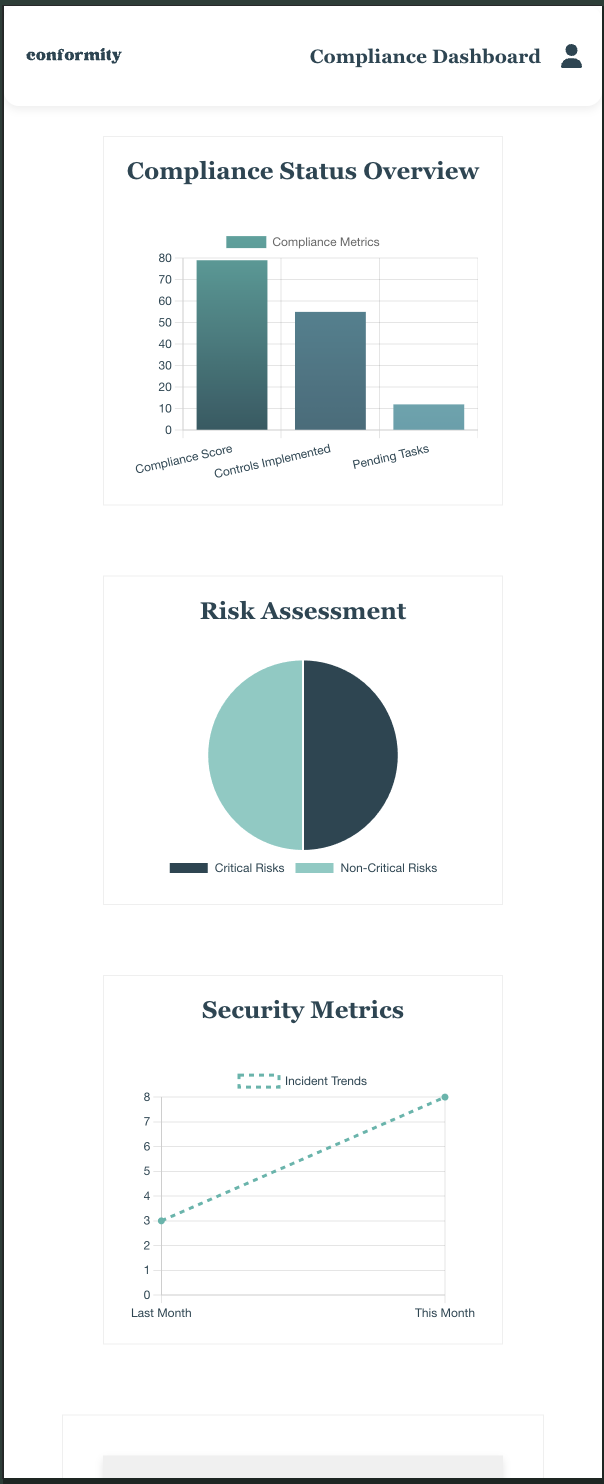 conformity
Compliance Dashboard
Compliance Status Overview
Compliance Metrics
80
70
60
50
40
30
20
10
0
Compliance Score
Controls Implemented
Pending Tasks
Risk Assessment
Critical Risks
Non-Critical Risks
Security Metrics
Incident Trends
8
7
6
5
4
3
2
1
0
Last Month
This Month